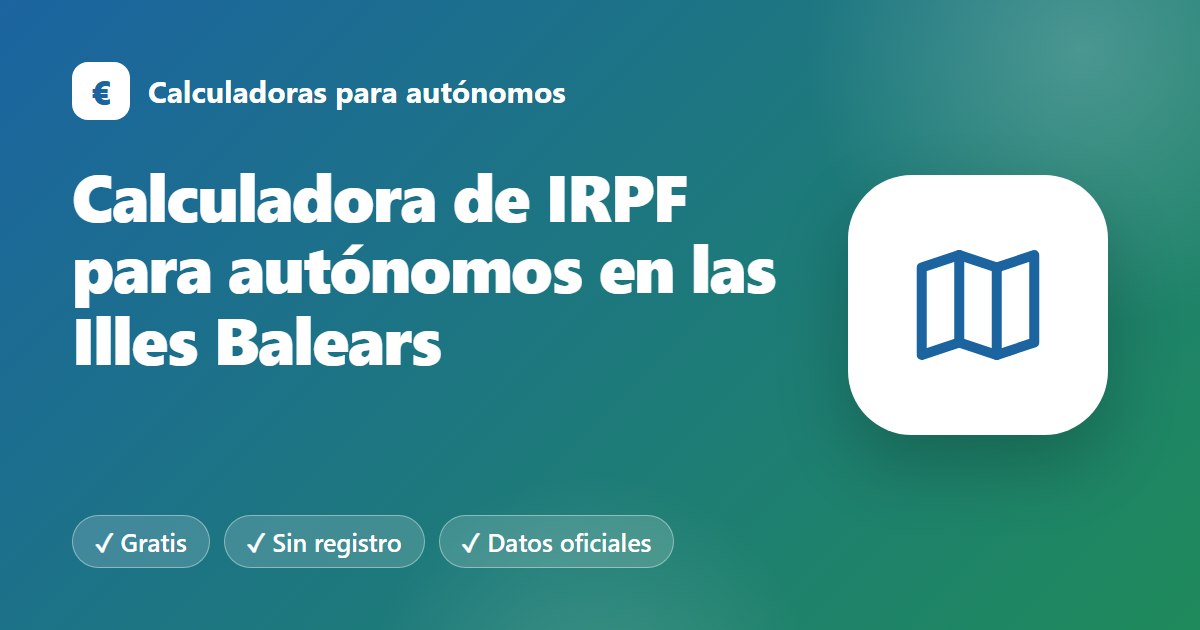 € Calculadoras para autónomos
Calculadora de IRPF
para autónomos en las
Illes Balears
✓ Gratis ✓ Sin registro ✓ Datos oficiales